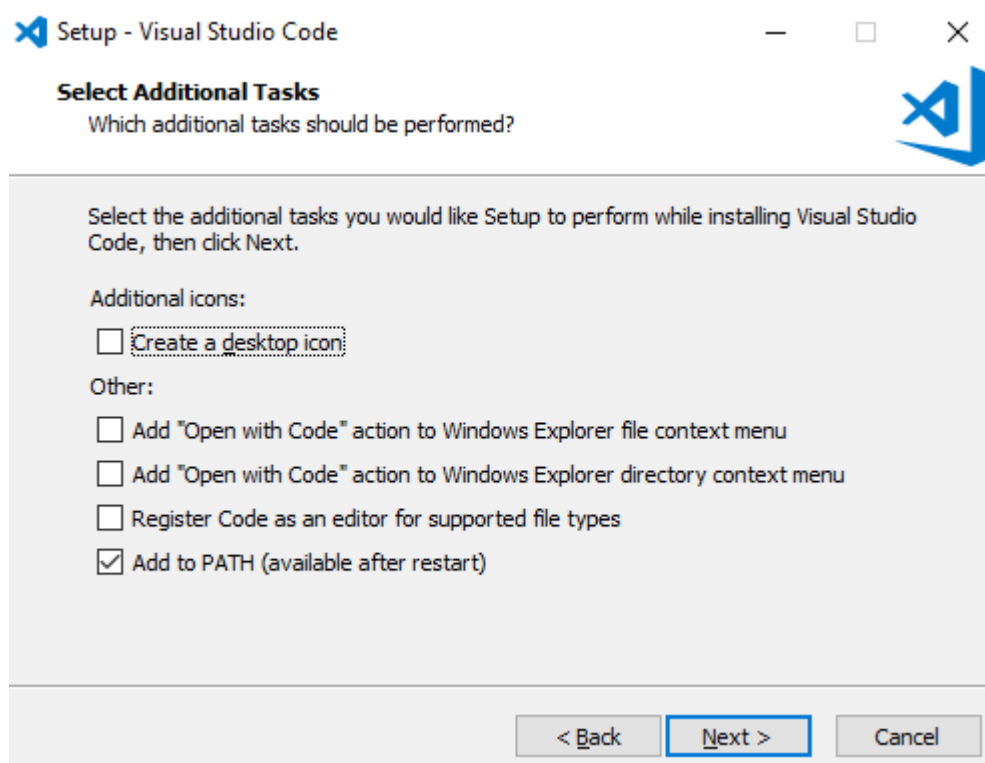 Setup - Visual Studio Code
Select Additional Tasks
Which additional tasks should be performed?
Select the additional tasks you would like Setup to perform while installing Visual Studio
Code, then click Next.
Additional icons:
Create a desktop icon
Other:
Add "Open with Code" action to Windows Explorer file context menu
Add "Open with Code" action to Windows Explorer directory context menu
Register Code as an editor for supported file types
Add to PATH (available after restart)
< Back Next > Cancel